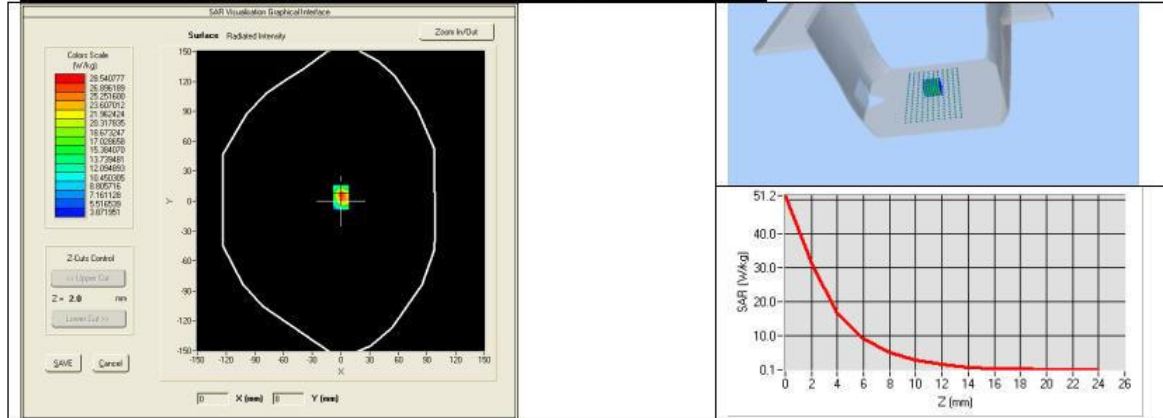 SAR Visualisation Graphical Interface
Surface Radiated Intensity
Zoom In/Out
Colors Scale
(W/kg)
28.540777
26.896189
25.251600
23.607012
21.962424
20.317835
18.673247
17.028658
15.384070
13.739481
12.094893
10.450305
8.805716
7.161128
5.516539
3.871951
Z-Cuts Control
<< Upper Cut
Z = 2.0 mm
Lower Cut >>
SAVE Cancel
150
120
90
60
30
0
-30
-60
-90
-120
-150
Y
-150 -120 -90 -60 -30 0 30 60 90 120 150
X
0 X (mm) 0 Y (mm)
51.2
40.0
30.0
20.0
10.0
0.1
SAR (W/kg)
0 2 4 6 8 10 12 14 16 18 20 22 24 26
Z (mm)